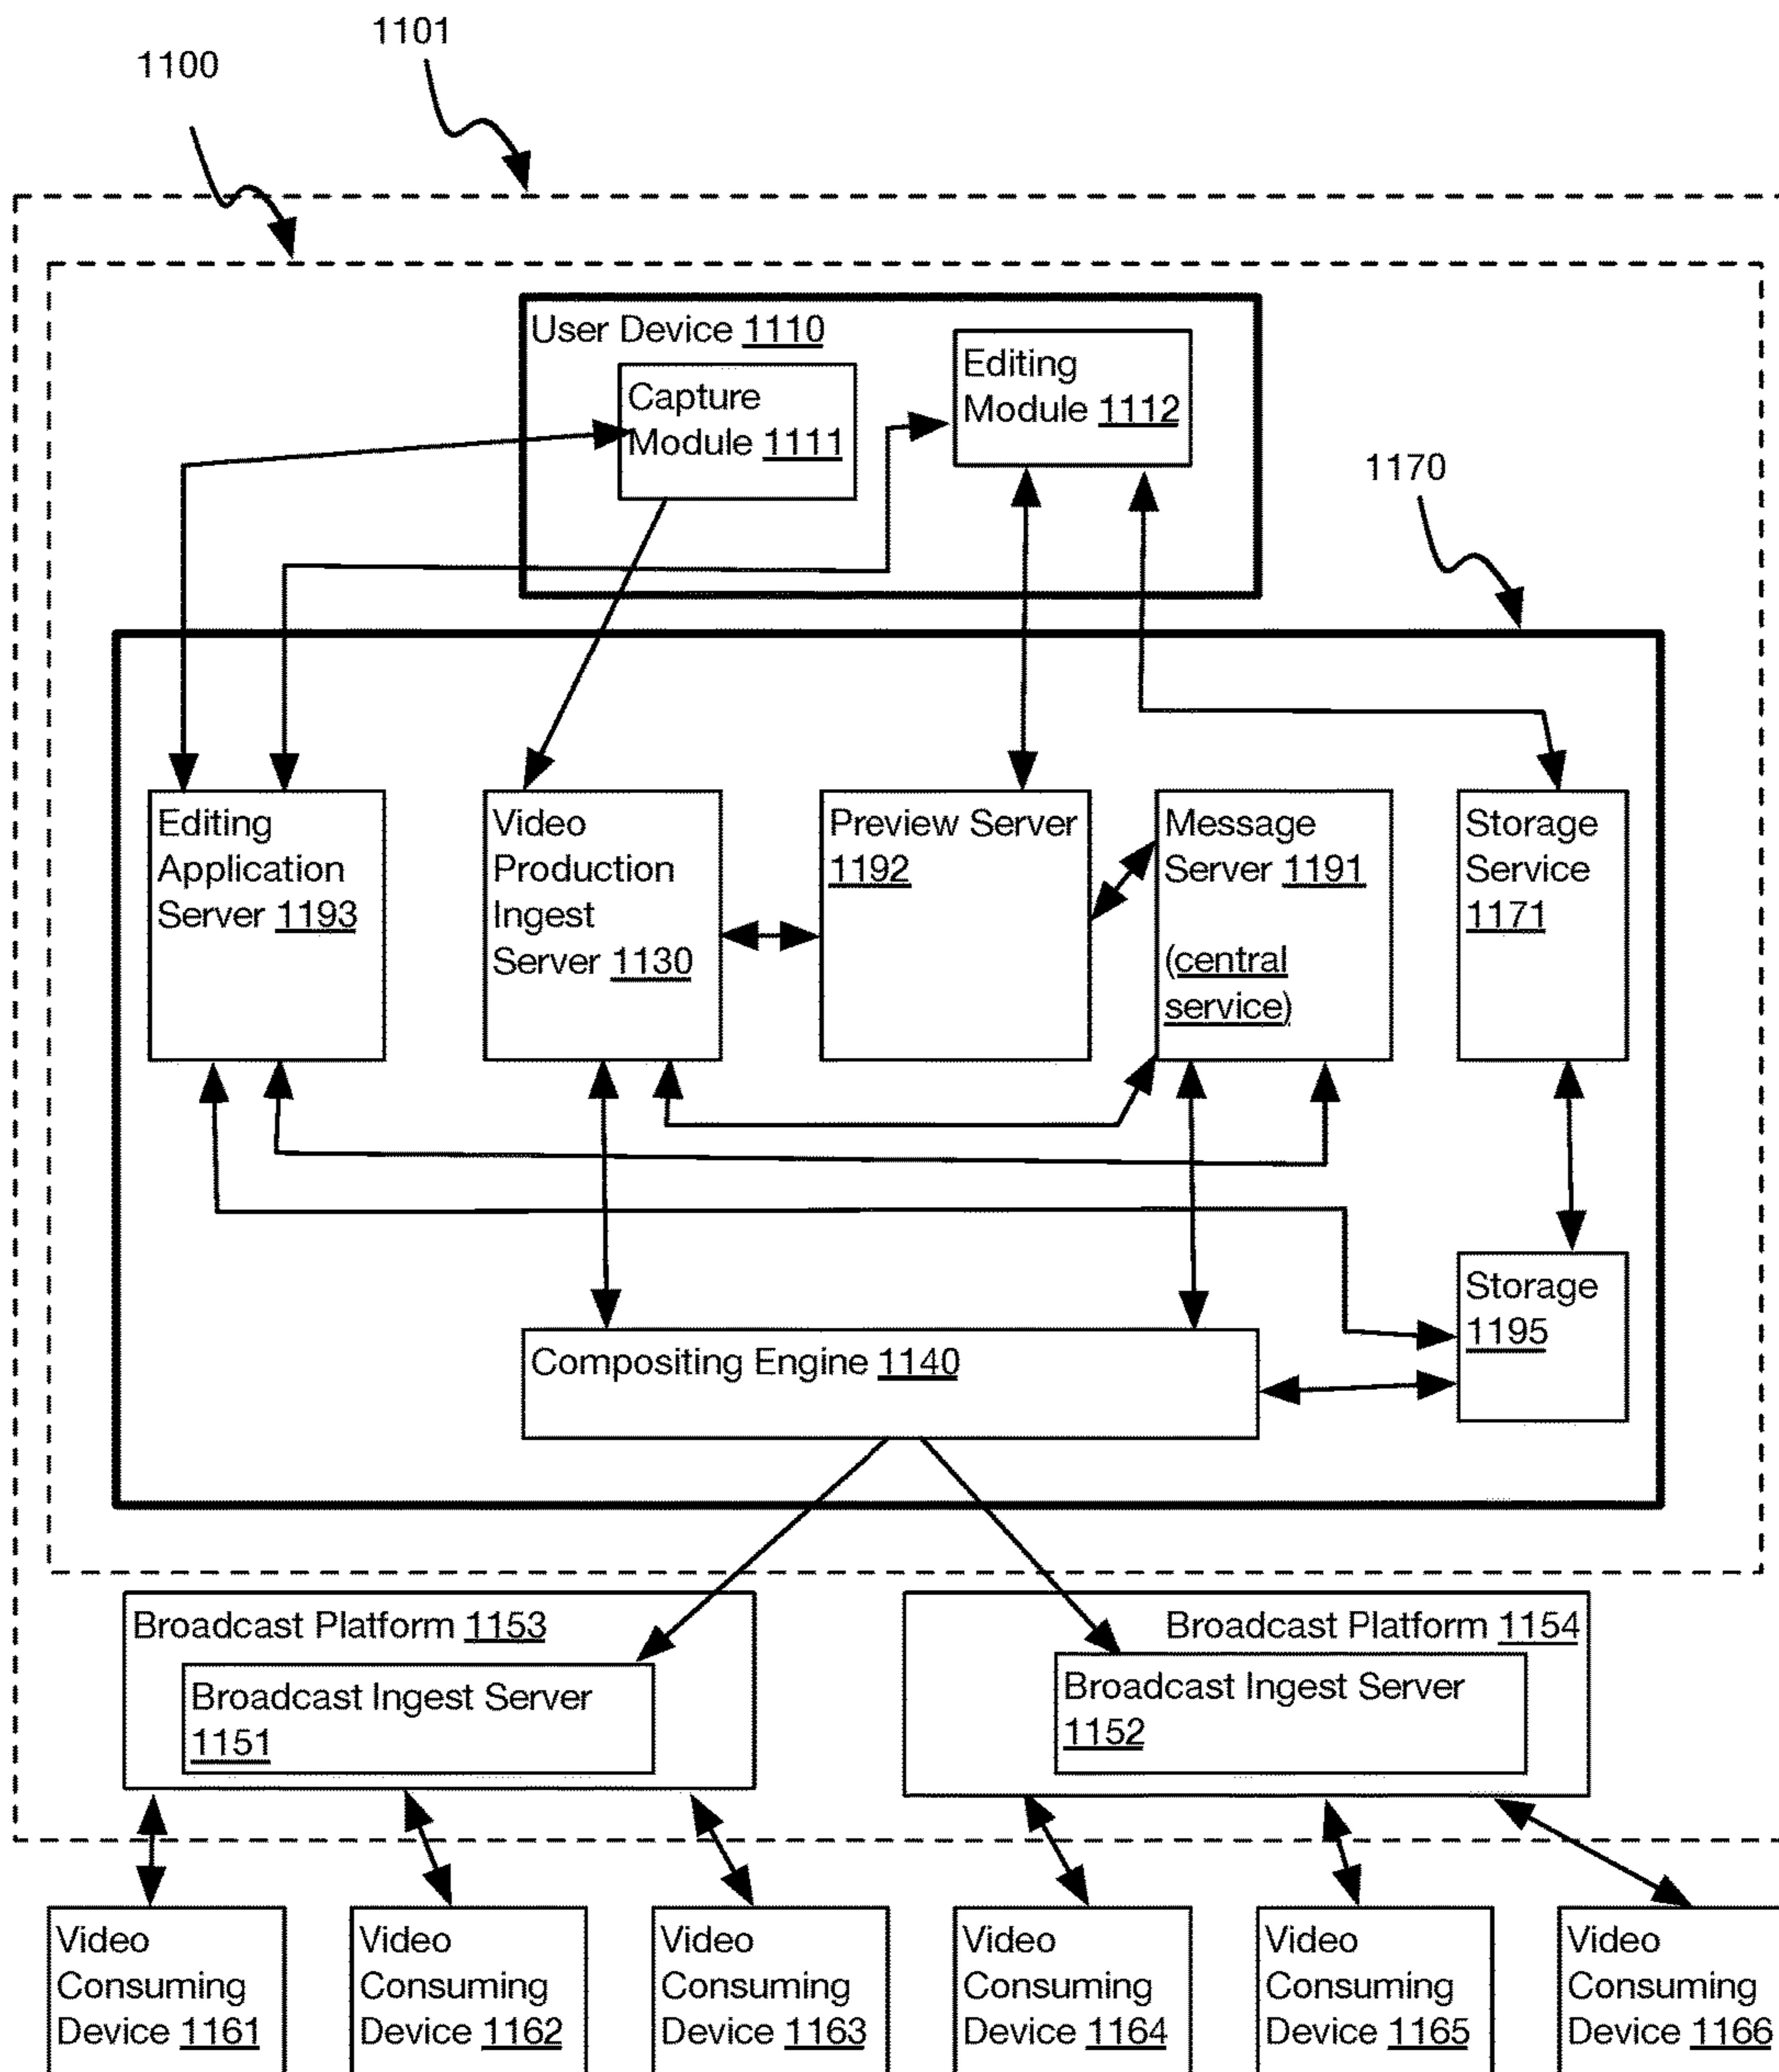 1101
1100
User Device 1110
Capture
Module 1111
Editing
Module 1112
1170
Editing
Application
Server 1193
Video
Production
Ingest
Server 1130
Preview Server
1192
Message
Server 1191
(central
service)
Storage
Service
1171
Storage
1195
Compositing Engine 1140
Broadcast Platform 1153
Broadcast Ingest Server
1151
Broadcast Platform 1154
Broadcast Ingest Server
1152
Video
Consuming
Device 1161
Video
Consuming
Device 1162
Video
Consuming
Device 1163
Video
Consuming
Device 1164
Video
Consuming
Device 1165
Video
Consuming
Device 1166